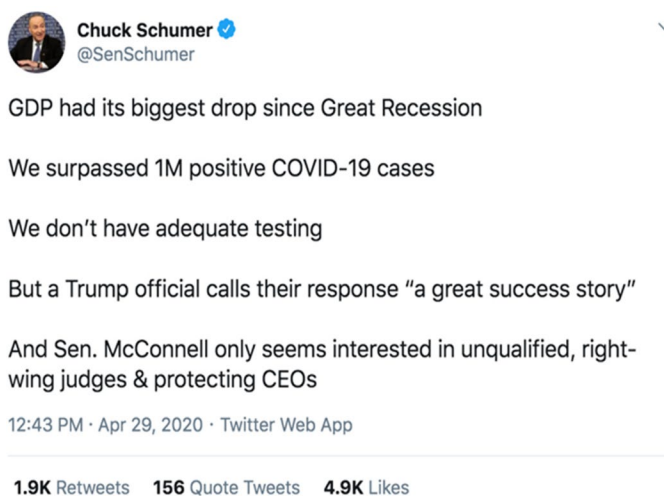 Chuck Schumer
@SenSchumer
GDP had its biggest drop since Great Recession
We surpassed 1M positive COVID-19 cases
We don’t have adequate testing
But a Trump official calls their response “a great success story”
And Sen. McConnell only seems interested in unqualified, right-
wing judges & protecting CEOs
12:43 PM · Apr 29, 2020 · Twitter Web App
1.9K Retweets 156 Quote Tweets 4.9K Likes